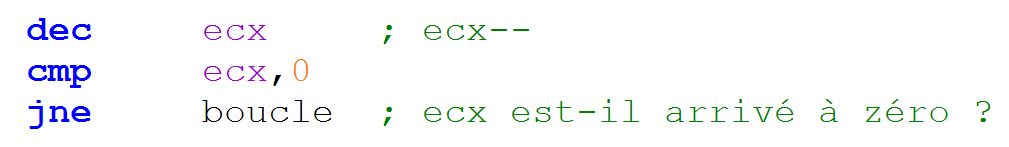 dec ecx ; ecx--
cmp ecx,0
jne boucle ; ecx est-il arrivé à zéro ?